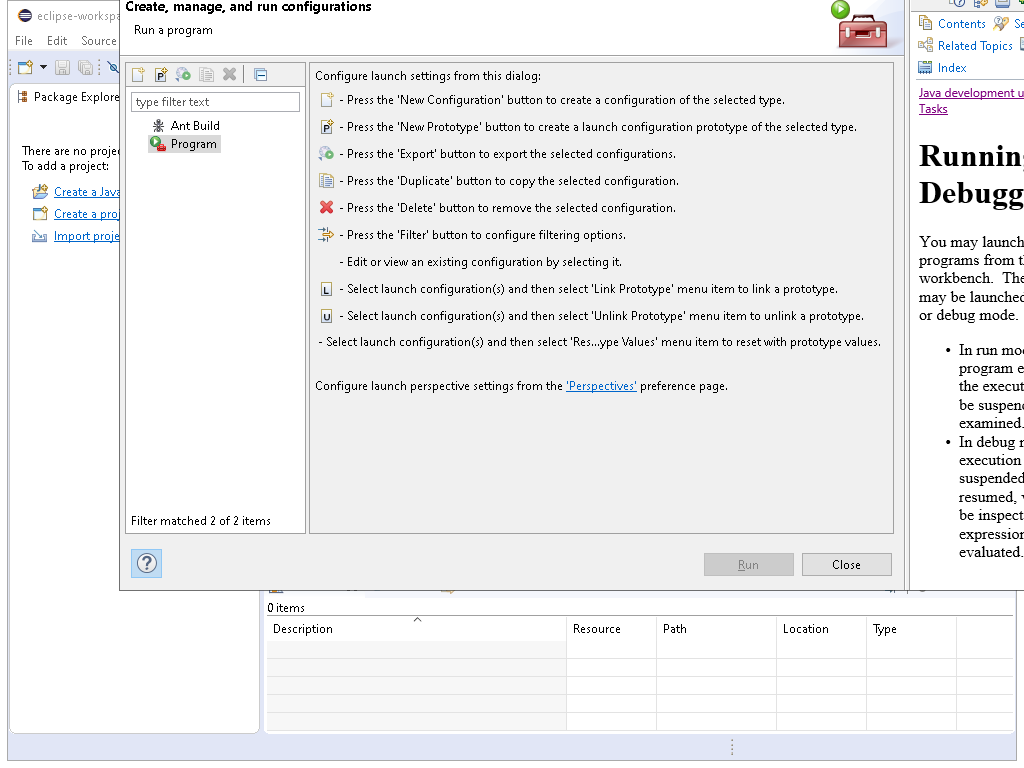 eclipse-workspa
File Edit Source
Package Explore
There are no projec
To add a project:
Create a Java
Create a proj
Import proje
Create, manage, and run configurations
Run a program
type filter text
Ant Build
Program
Filter matched 2 of 2 items
Configure launch settings from this dialog:
- Press the 'New Configuration' button to create a configuration of the selected type.
- Press the 'New Prototype' button to create a launch configuration prototype of the selected type.
- Press the 'Export' button to export the selected configurations.
- Press the 'Duplicate' button to copy the selected configuration.
- Press the 'Delete' button to remove the selected configuration.
- Press the 'Filter' button to configure filtering options.
- Edit or view an existing configuration by selecting it.
L - Select launch configuration(s) and then select 'Link Prototype' menu item to link a prototype.
U - Select launch configuration(s) and then select 'Unlink Prototype' menu item to unlink a prototype.
- Select launch configuration(s) and then select 'Res...ype Values' menu item to reset with prototype values.
Configure launch perspective settings from the 'Perspectives' preference page.
Run Close
Contents Se
Related Topics
Index
Java development u
Tasks
Running
Debugg
You may launch
programs from th
workbench. The
may be launched
or debug mode.
• In run mod
program e
the execut
be suspend
examined.
• In debug m
execution
suspended
resumed, v
be inspect
expression
evaluated.
0 items
Description Resource Path Location Type